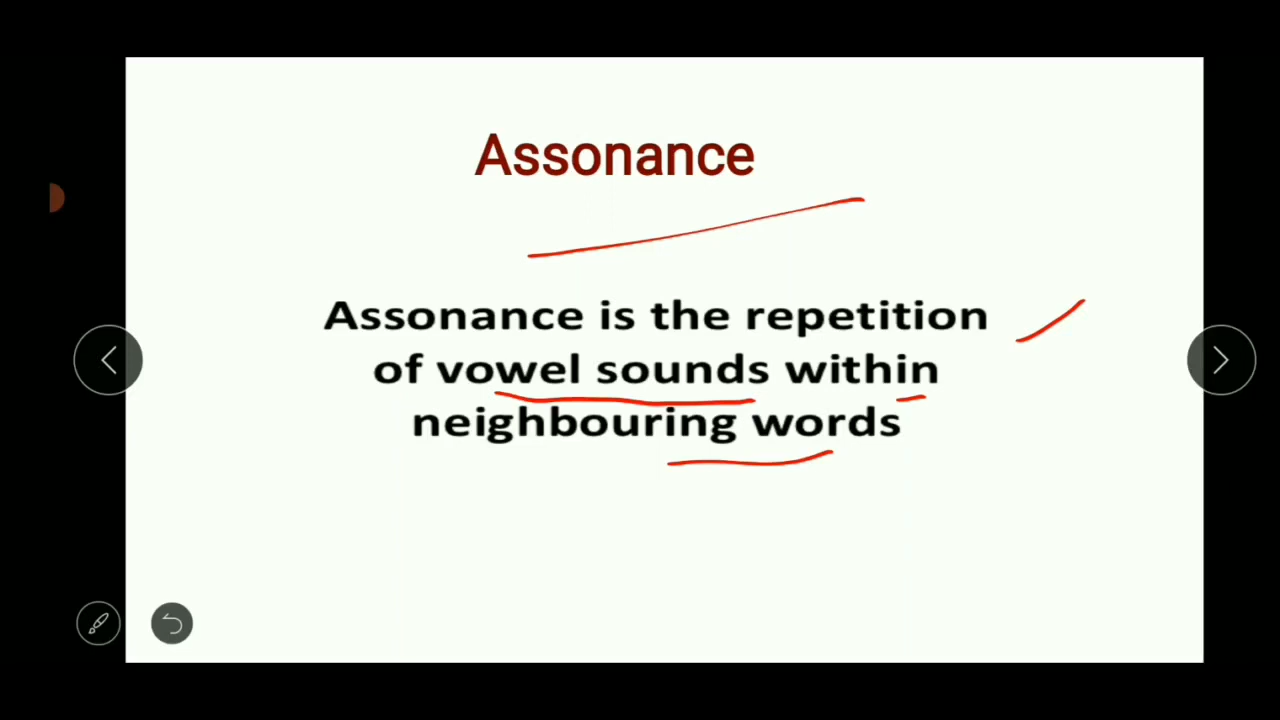 Assonance
Assonance is the repetition
of vowel sounds within
neighbouring words